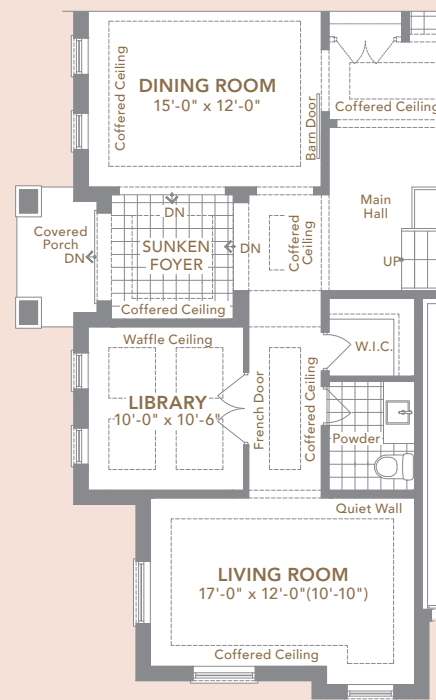 Coffered Ceiling
DINING ROOM
15'-0" x 12'-0"
Barn Door
Coffered Ceiling
Main
Hall
DN
Covered
Porch
DN
SUNKEN
FOYER
DN
Coffered
Ceiling
UP
Coffered Ceiling
Waffle Ceiling
W.I.C.
LIBRARY
10'-0" x 10'-6"
French Door
Coffered Ceiling
Powder
Quiet Wall
LIVING ROOM
17'-0" x 12'-0"(10'-10")
Coffered Ceiling